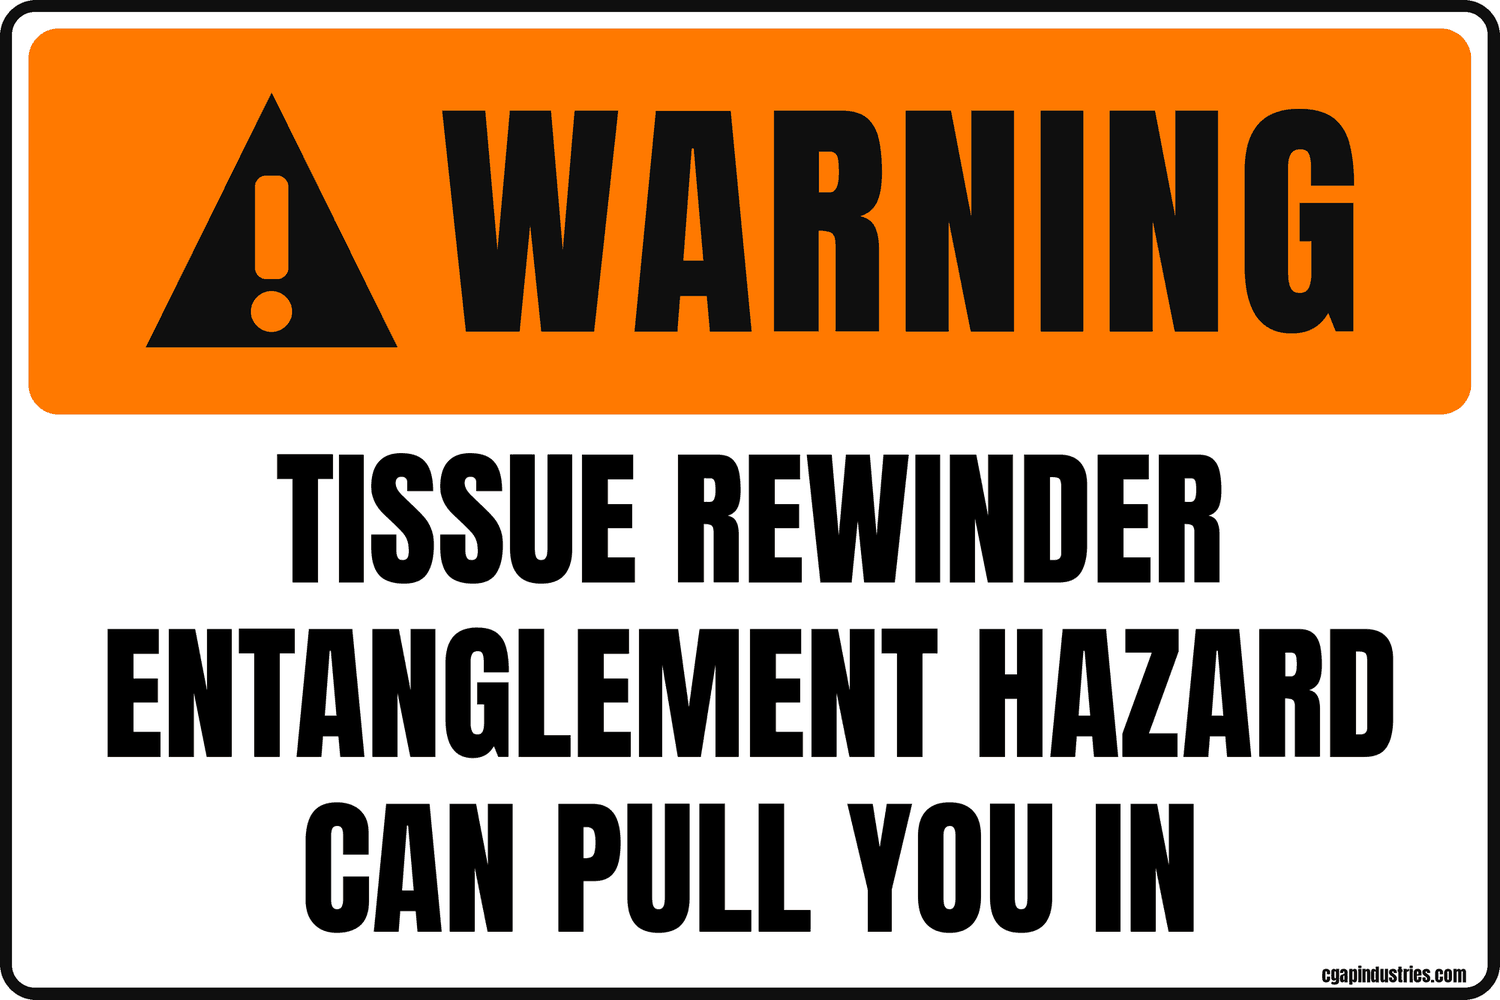 WARNING
TISSUE REWINDER
ENTANGLEMENT HAZARD
CAN PULL YOU IN
cgapindustries.com